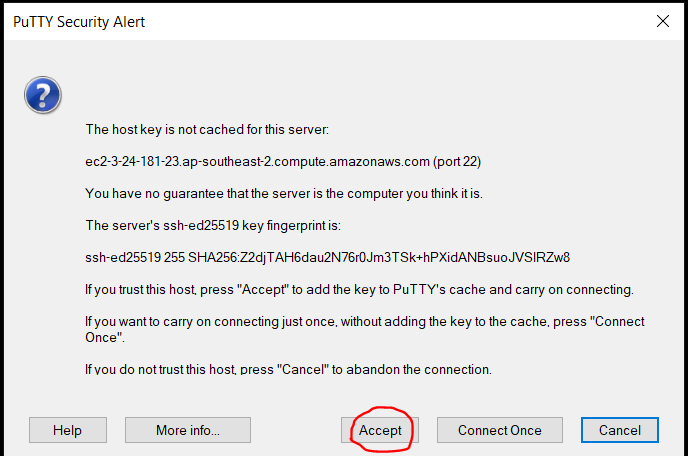 PuTTY Security Alert
The host key is not cached for this server:
ec2-3-24-181-23.ap-southeast-2.compute.amazonaws.com (port 22)
You have no guarantee that the server is the computer you think it is.
The server's ssh-ed25519 key fingerprint is:
ssh-ed25519 255 SHA256:Z2djTAH6dau2N76r0Jm3TSk+hPXidANBsuoJVSIRZw8
If you trust this host, press "Accept" to add the key to PuTTY's cache and carry on connecting.
If you want to carry on connecting just once, without adding the key to the cache, press "Connect
Once".
If you do not trust this host, press "Cancel" to abandon the connection.
Help
More info...
Accept
Connect Once
Cancel